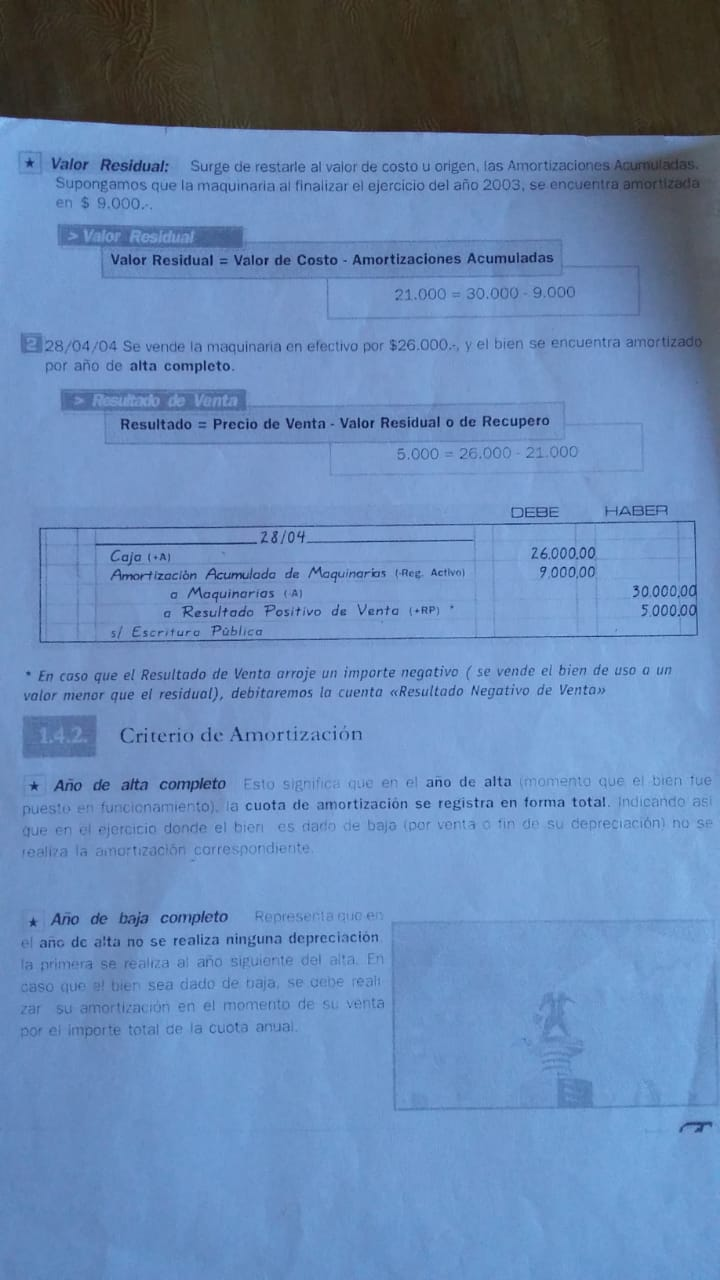 ★ Valor Residual: Surge de restarle al valor de costo u origen, las Amortizaciones Acumuladas.
Supongamos que la maquinaria al finalizar el ejercicio del año 2003, se encuentra amortizada
en $ 9.000.-.
> Valor Residual
Valor Residual = Valor de Costo - Amortizaciones Acumuladas
21.000 = 30.000 - 9.000
2 28/04/04 Se vende la maquinaria en efectivo por $26.000.-, y el bien se encuentra amortizado
por año de alta completo.
> Resultado de Venta
Resultado = Precio de Venta - Valor Residual o de Recupero
5.000 = 26.000 - 21.000
DEBE HABER
28/04
Caja (+A) 26.000,00
Amortización Acumulada de Maquinarias (-Reg. Activo) 9.000,00
a Maquinarias (-A) 30.000,00
a Resultado Positivo de Venta (+RP) * 5.000,00
s/ Escritura Pública
* En caso que el Resultado de Venta arroje un importe negativo ( se vende el bien de uso a un
valor menor que el residual), debitaremos la cuenta «Resultado Negativo de Venta»
1.4.2. Criterio de Amortización
★ Año de alta completo Esto significa que en el año de alta (momento que el bien fue
puesto en funcionamiento), la cuota de amortización se registra en forma total. Indicando así
que en el ejercicio donde el bien es dado de baja (por venta o fin de su depreciación) no se
realiza la amortización correspondiente.
★ Año de baja completo Representa que en
el año de alta no se realiza ninguna depreciación,
la primera se realiza al año siguiente del alta. En
caso que el bien sea dado de baja, se debe reali
zar su amortización en el momento de su venta
por el importe total de la cuota anual.